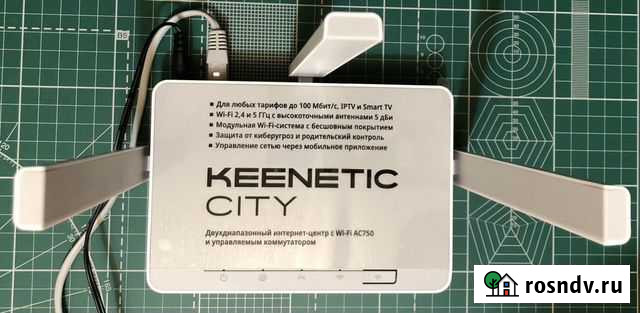 B5
▪ Для любых тарифов до 100 Мбит/с, IPTV и Smart TV
▪ Wi-Fi 2,4 и 5 ГГц с высокоточными антеннами 5 дБи
▪ Модульная Wi-Fi-система с бесшовным покрытием
▪ Защита от киберугроз и родительский контроль
▪ Управление сетью через мобильное приложение
KEENETIC
CITY
Двухдиапазонный интернет-центр с Wi-Fi AC750
и управляемым коммутатором
rosndv.ru